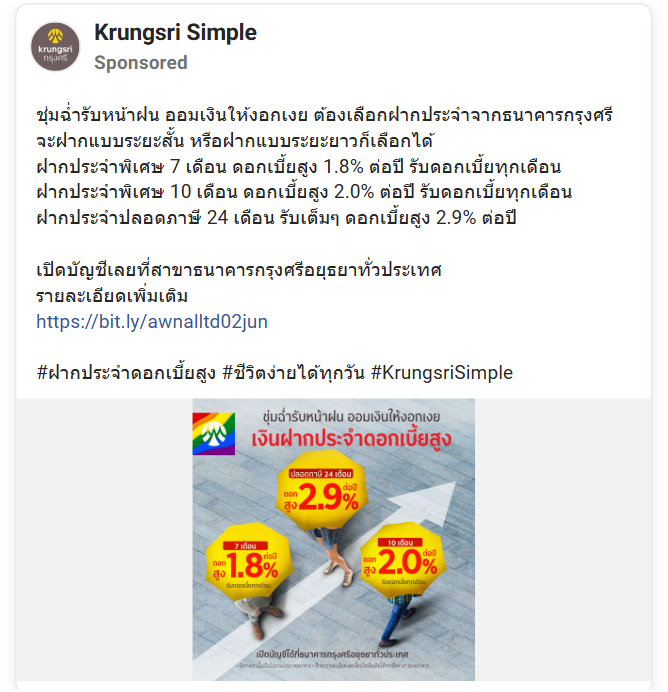 Krungsri Simple
Sponsored
krungsri
กรุงศรี
ชุ่มฉ่ำรับหน้าฝน ออมเงินให้งอกเงย ต้องเลือกฝากประจำจากธนาคารกรุงศรี
จะฝากแบบระยะสั้น หรือฝากแบบระยะยาวก็เลือกได้
ฝากประจำพิเศษ 7 เดือน ดอกเบี้ยสูง 1.8% ต่อปี รับดอกเบี้ยทุกเดือน
ฝากประจำพิเศษ 10 เดือน ดอกเบี้ยสูง 2.0% ต่อปี รับดอกเบี้ยทุกเดือน
ฝากประจำปลอดภาษี 24 เดือน รับเต็มๆ ดอกเบี้ยสูง 2.9% ต่อปี
เปิดบัญชีเลยที่สาขาธนาคารกรุงศรีอยุธยาทั่วประเทศ
รายละเอียดเพิ่มเติม
https://bit.ly/awnalltd02jun
#ฝากประจำดอกเบี้ยสูง #ชีวิตง่ายได้ทุกวัน #KrungsriSimple
ชุ่มฉ่ำรับหน้าฝน ออมเงินให้งอกเงย
เงินฝากประจำดอกเบี้ยสูง
ปลอดภาษี 24 เดือน
ดอกสูง 2.9% ต่อปี
7 เดือน
ดอกสูง 1.8% ต่อปี
รับดอกเบี้ยทุกเดือน
10 เดือน
ดอกสูง 2.0% ต่อปี
รับดอกเบี้ยทุกเดือน
เปิดบัญชีได้ที่ธนาคารกรุงศรีอยุธยาทั่วประเทศ